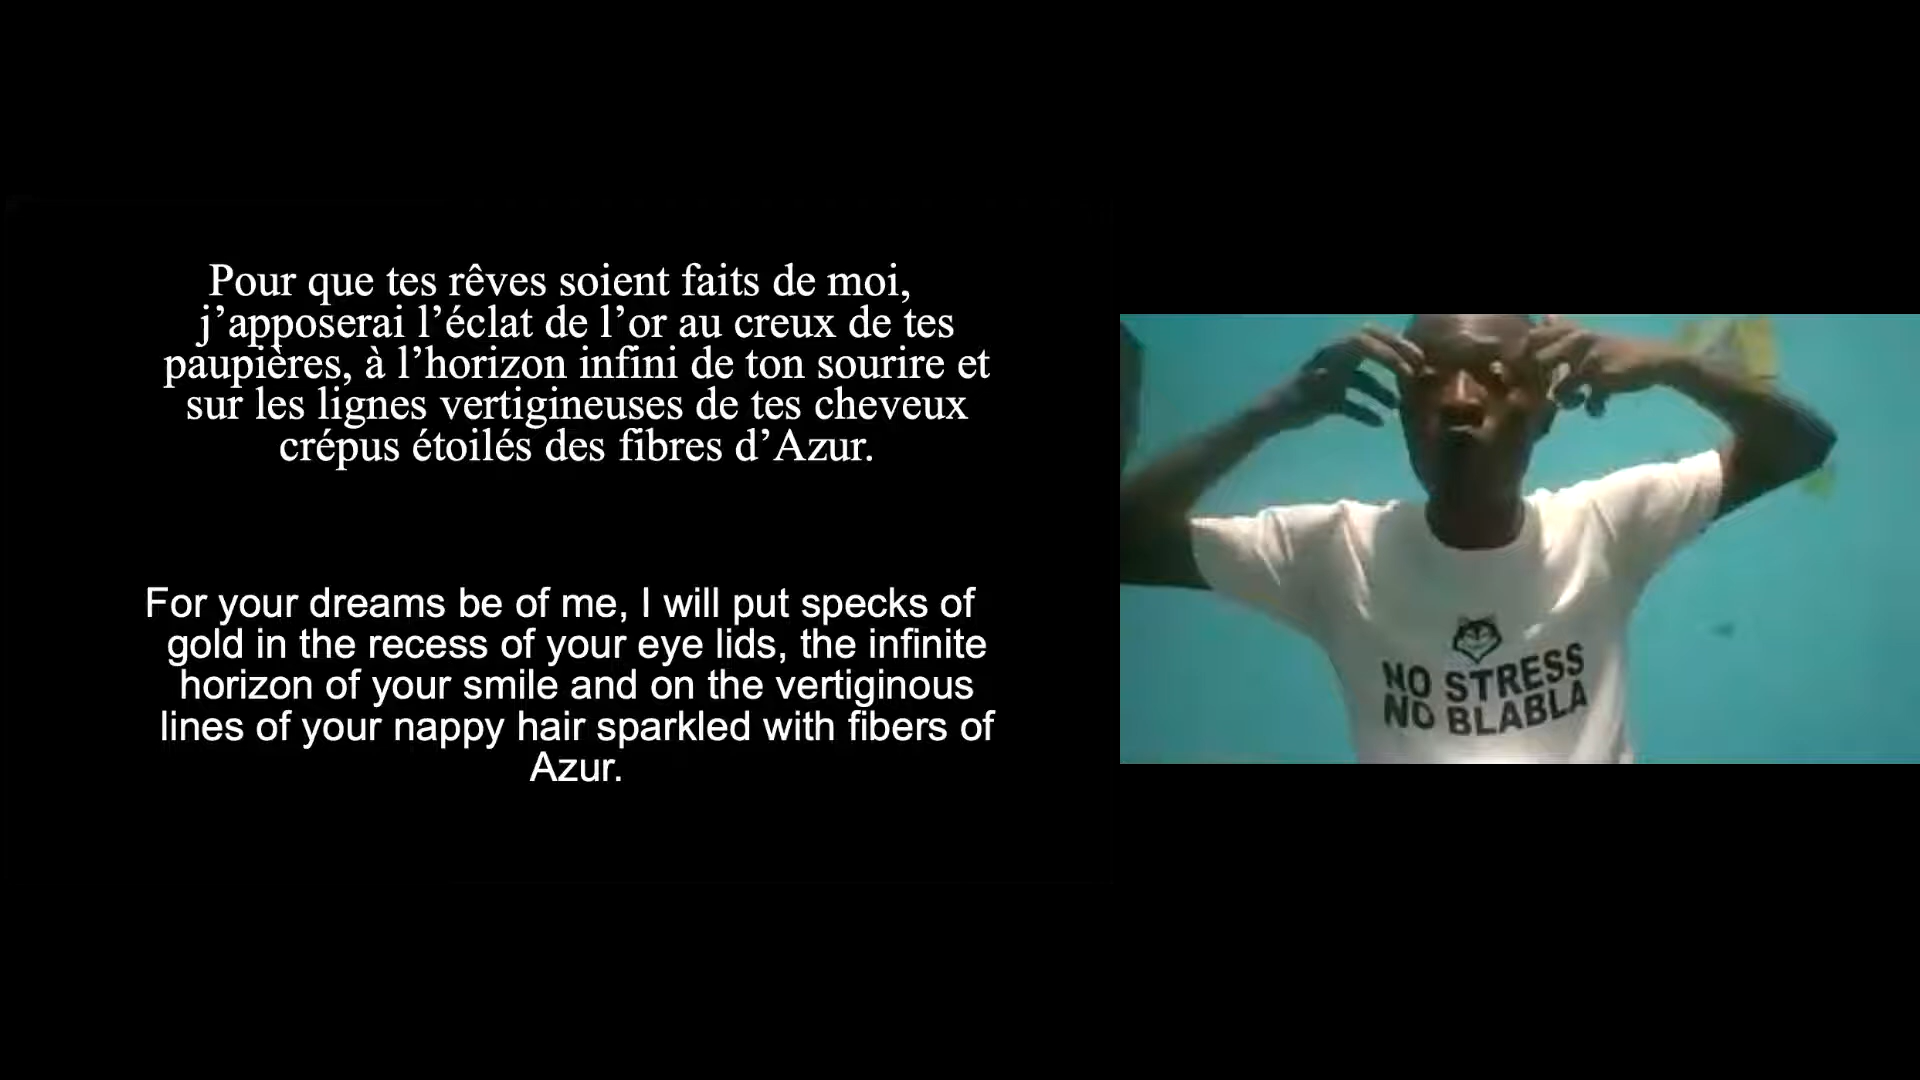 Pour que tes rêves soient faits de moi,
j’apposerai l’éclat de l’or au creux de tes
paupières, à l’horizon infini de ton sourire et
sur les lignes vertigineuses de tes cheveux
crépus étoilés des fibres d’Azur.
For your dreams be of me, I will put specks of
gold in the recess of your eye lids, the infinite
horizon of your smile and on the vertiginous
lines of your nappy hair sparkled with fibers of
Azur.
NO STRESS
NO BLABLA